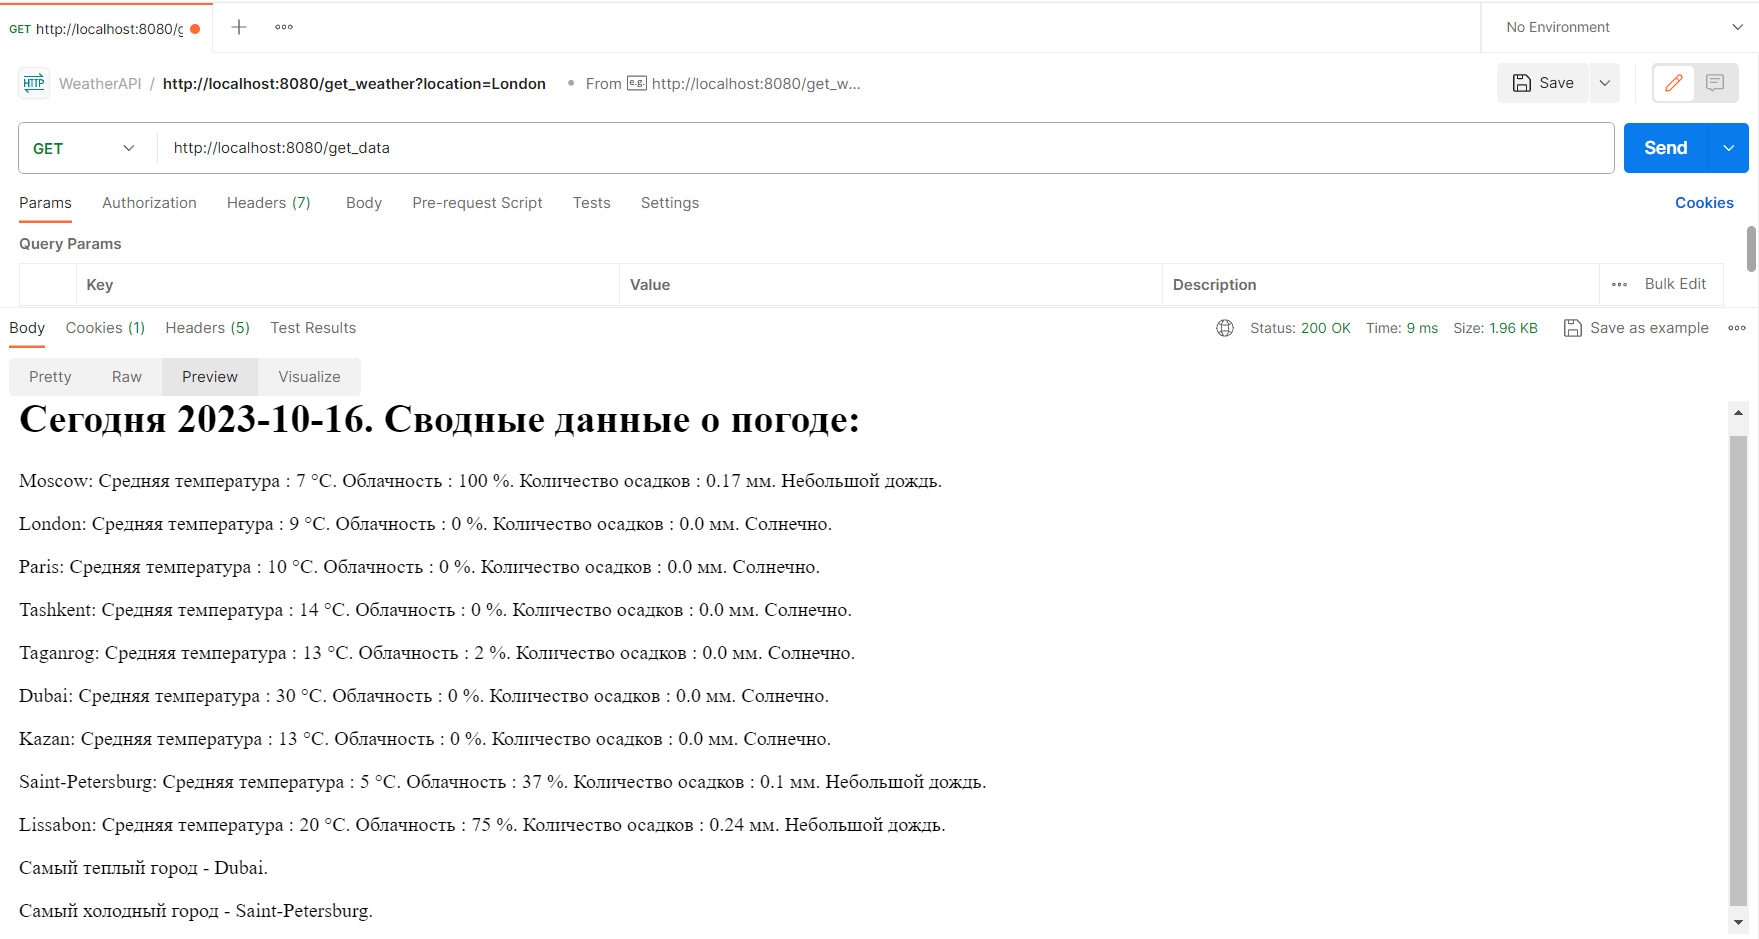 GET http://localhost:8080/g
No Environment
HTTP WeatherAPI / http://localhost:8080/get_weather?location=London • From e.g. http://localhost:8080/get_w...
Save
GET http://localhost:8080/get_data
Send
Params Authorization Headers (7) Body Pre-request Script Tests Settings
Cookies
Query Params
Key Value Description Bulk Edit
Body Cookies (1) Headers (5) Test Results
Status: 200 OK Time: 9 ms Size: 1.96 KB Save as example
Pretty Raw Preview Visualize
Сегодня 2023-10-16. Сводные данные о погоде:
Moscow: Средняя температура : 7 °C. Облачность : 100 %. Количество осадков : 0.17 мм. Небольшой дождь.
London: Средняя температура : 9 °C. Облачность : 0 %. Количество осадков : 0.0 мм. Солнечно.
Paris: Средняя температура : 10 °C. Облачность : 0 %. Количество осадков : 0.0 мм. Солнечно.
Tashkent: Средняя температура : 14 °C. Облачность : 0 %. Количество осадков : 0.0 мм. Солнечно.
Taganrog: Средняя температура : 13 °C. Облачность : 2 %. Количество осадков : 0.0 мм. Солнечно.
Dubai: Средняя температура : 30 °C. Облачность : 0 %. Количество осадков : 0.0 мм. Солнечно.
Kazan: Средняя температура : 13 °C. Облачность : 0 %. Количество осадков : 0.0 мм. Солнечно.
Saint-Petersburg: Средняя температура : 5 °C. Облачность : 37 %. Количество осадков : 0.1 мм. Небольшой дождь.
Lissabon: Средняя температура : 20 °C. Облачность : 75 %. Количество осадков : 0.24 мм. Небольшой дождь.
Самый теплый город - Dubai.
Самый холодный город - Saint-Petersburg.